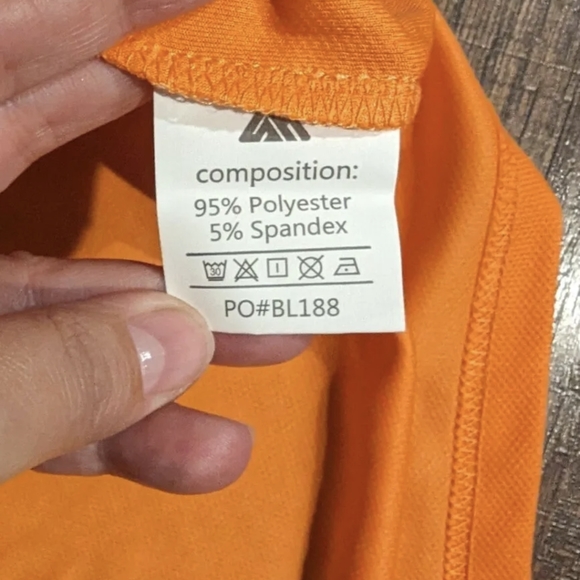 composition:
95% Polyester
5% Spandex
30
PO#BL188